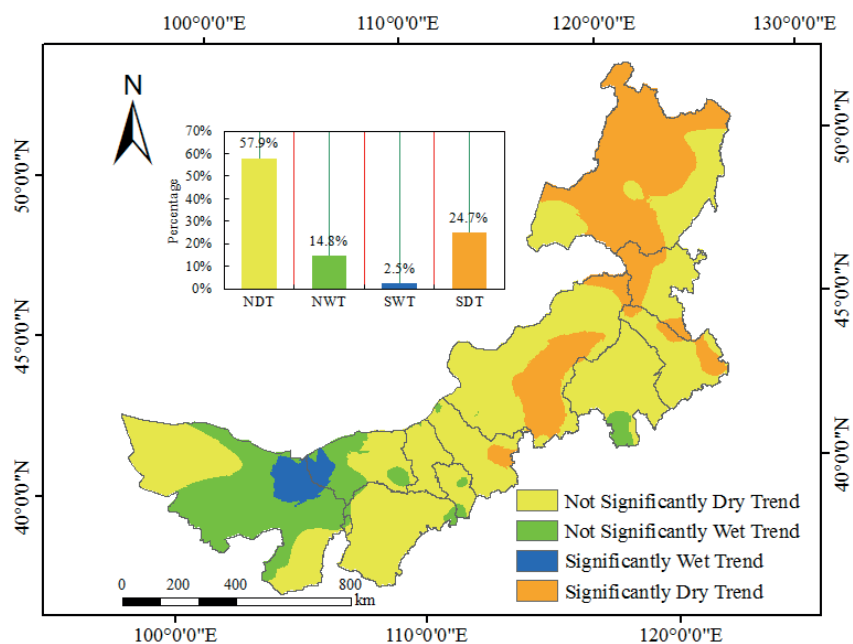 100°0'0"E 110°0'0"E 120°0'0"E 130°0'0"E
N
50°0'0"N
45°0'0"N
40°0'0"N
50°0'0"N
45°0'0"N
40°0'0"N
Percentage
70%
60%
50%
40%
30%
20%
10%
0%
57.9%
14.8%
2.5%
24.7%
NDT NWT SWT SDT
Not Significantly Dry Trend
Not Significantly Wet Trend
Significantly Wet Trend
Significantly Dry Trend
0 200 400 800
km
100°0'0"E 110°0'0"E 120°0'0"E